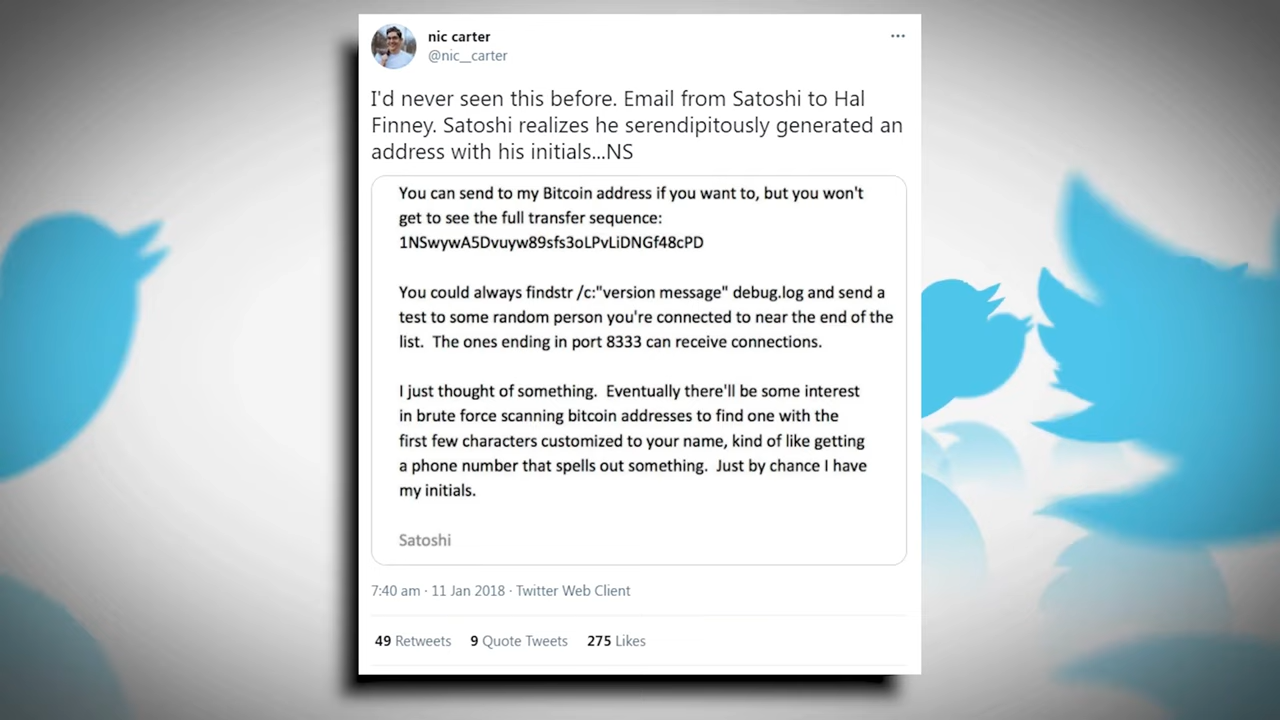 nic carter
@nic__carter
I'd never seen this before. Email from Satoshi to Hal
Finney. Satoshi realizes he serendipitously generated an
address with his initials...NS
You can send to my Bitcoin address if you want to, but you won't
get to see the full transfer sequence:
1NSwywA5Dvuyw89sfs3oLPvLiDNGf48cPD
You could always findstr /c:"version message" debug.log and send a
test to some random person you're connected to near the end of the
list.  The ones ending in port 8333 can receive connections.
I just thought of something.  Eventually there'll be some interest
in brute force scanning bitcoin addresses to find one with the
first few characters customized to your name, kind of like getting
a phone number that spells out something.  Just by chance I have
my initials.
Satoshi
7:40 am · 11 Jan 2018 · Twitter Web Client
49 Retweets 9 Quote Tweets 275 Likes